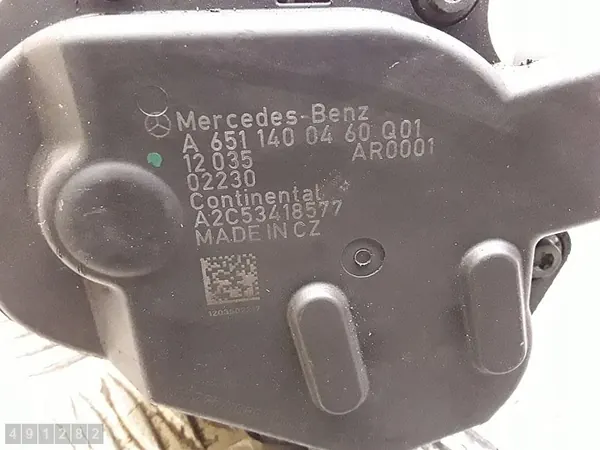 Mercedes-Benz
A 651 140 04 60 Q01
12 035 AR0001
02230
Continental
A2C53418577
MADE IN CZ
491282